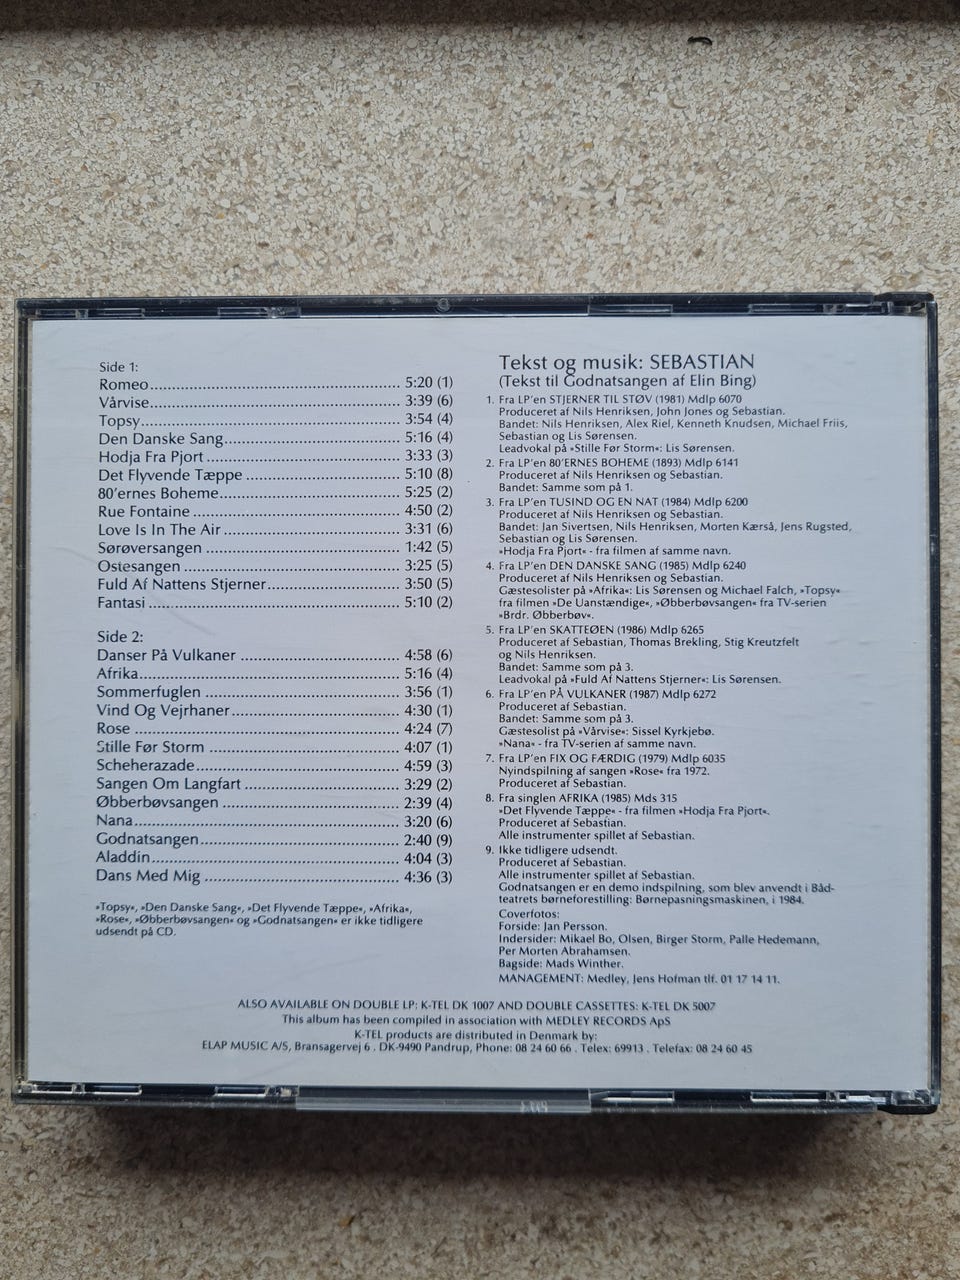 Side 1:
Romeo........................................................ 5:20 (1)
Vårvise........................................................ 3:39 (6)
Topsy........................................................ 3:54 (4)
Den Danske Sang........................................ 5:16 (4)
Hodja Fra Pjort ............................................ 3:33 (3)
Det Flyvende Tæppe .................................... 5:10 (8)
80'ernes Boheme.......................................... 5:25 (2)
Rue Fontaine ................................................ 4:50 (2)
Love Is In The Air ........................................ 3:31 (6)
Sørøversangen .............................................. 1:42 (5)
Ostesangen .................................................. 3:25 (5)
Fuld Af Nattens Stjerner................................ 3:50 (5)
Fantasi ........................................................ 5:10 (2)
Side 2:
Danser På Vulkaner ...................................... 4:58 (6)
Afrika.......................................................... 5:16 (4)
Sommerfuglen .............................................. 3:56 (1)
Vind Og Vejrhaner........................................ 4:30 (1)
Rose ............................................................ 4:24 (7)
Stille Før Storm ............................................ 4:07 (1)
Scheherazade................................................ 4:59 (3)
Sangen Om Langfart .................................... 3:29 (2)
Øbberbøvsangen .......................................... 2:39 (4)
Nana............................................................ 3:20 (6)
Godnatsangen.............................................. 2:40 (9)
Aladdin........................................................ 4:04 (3)
Dans Med Mig ............................................ 4:36 (3)
»Topsy«, »Den Danske Sang«, »Det Flyvende Tæppe«, »Afrika«,
»Rose«, »Øbberbøvsangen« og »Godnatsangen« er ikke tidligere
udsendt på CD.
Tekst og musik: SEBASTIAN
(Tekst til Godnatsangen af Elin Bing)
1. Fra LP'en STJERNER TIL STØV (1981) Mdlp 6070
Produceret af Nils Henriksen, John Jones og Sebastian.
Bandet: Nils Henriksen, Alex Riel, Kenneth Knudsen, Michael Friis,
Sebastian og Lis Sørensen.
Leadvokal på »Stille Før Storm«: Lis Sørensen.
2. Fra LP'en 80'ERNES BOHEME (1893) Mdlp 6141
Produceret af Nils Henriksen og Sebastian.
Bandet: Samme som på 1.
3. Fra LP'en TUSIND OG EN NAT (1984) Mdlp 6200
Produceret af Nils Henriksen og Sebastian.
Bandet: Jan Sivertsen, Nils Henriksen, Morten Kærså, Jens Rugsted,
Sebastian og Lis Sørensen.
»Hodja Fra Pjort« - fra filmen af samme navn.
4. Fra LP'en DEN DANSKE SANG (1985) Mdlp 6240
Produceret af Nils Henriksen og Sebastian.
Gæstesolister på »Afrika«: Lis Sørensen og Michael Falch, »Topsy«
fra filmen »De Uanstændige«, »Øbberbøvsangen« fra TV-serien
»Brdr. Øbberbøv«.
5. Fra LP'en SKATTEØEN (1986) Mdlp 6265
Produceret af Sebastian, Thomas Brekling, Stig Kreutzfelt
og Nils Henriksen.
Bandet: Samme som på 3.
Leadvokal på »Fuld Af Nattens Stjerner«: Lis Sørensen.
6. Fra LP'en PÅ VULKANER (1987) Mdlp 6272
Produceret af Sebastian.
Bandet: Samme som på 3.
Gæstesolist på »Vårvise«: Sissel Kyrkjebø.
»Nana« - fra TV-serien af samme navn.
7. Fra LP'en FIX OG FÆRDIG (1979) Mdlp 6035
Nyindspilning af sangen »Rose« fra 1972.
Produceret af Sebastian.
8. Fra singlen AFRIKA (1985) Mds 315
»Det Flyvende Tæppe« - fra filmen »Hodja Fra Pjort«.
Produceret af Sebastian.
Alle instrumenter spillet af Sebastian.
9. Ikke tidligere udsendt.
Produceret af Sebastian.
Alle instrumenter spillet af Sebastian.
Godnatsangen er en demo indspilning, som blev anvendt i Båd-
teatrets børneforestilling: Børnepasningsmaskinen, i 1984.
Coverfotos:
Forside: Jan Persson.
Indersider: Mikael Bo, Olsen, Birger Storm, Palle Hedemann,
Per Morten Abrahamsen.
Bagside: Mads Winther.
MANAGEMENT: Medley, Jens Hofman tlf. 01 17 14 11.
ALSO AVAILABLE ON DOUBLE LP: K-TEL DK 1007 AND DOUBLE CASSETTES: K-TEL DK 5007
This album has been compiled in association with MEDLEY RECORDS ApS
K-TEL products are distributed in Denmark by:
ELAP MUSIC A/S, Bransagervej 6 . DK-9490 Pandrup, Phone: 08 24 60 66 . Telex: 69913 . Telefax: 08 24 60 45